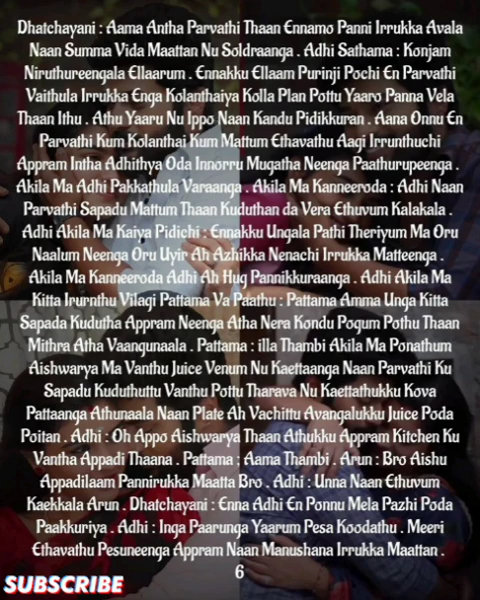 Dhatchayani : Aama Antha Parvathi Thaan Ennamo Panni Irrukka Avala
Naan Summa Vida Maattan Nu Soldraanga . Adhi Sathama : Konjam
Niruthureengala Ellaarum . Ennakku Ellaam Purinji Pochi En Parvathi
Vaithula Irrukka Enga Kolanthaiya Kolla Plan Pottu Yaaro Panna Vela
Thaan Ithu . Athu Yaaru Nu Ippo Naan Kandu Pidikkuran . Aana Onnu En
Parvathi Kum Kolanthai Kum Mattum Ethavathu Aagi Irrunthuchi
Appram Intha Adhithya Oda Innorru Mugatha Neenga Paathurupeenga .
Akila Ma Adhi Pakkathula Varaanga . Akila Ma Kanneeroda : Adhi Naan
Parvathi Sapadu Mattum Thaan Kuduthan da Vera Ethuvum Kalakala .
Adhi Akila Ma Kaiya Pidichi : Ennakku Ungala Pathi Theriyum Ma Oru
Naalum Neenga Oru Uyir Ah Azhikka Nenachi Irrukka Matteenga .
Akila Ma Kanneeroda Adhi Ah Hug Pannikkuraanga . Adhi Akila Ma
Kitta Irurnthu Vilagi Pattama Va Paathu : Pattama Amma Unga Kitta
Sapada Kudutha Appram Neenga Atha Nera Kondu Pogum Pothu Thaan
Mithra Atha Vaangunaala . Pattama : illa Thambi Akila Ma Ponathum
Aishwarya Ma Vanthu Juice Venum Nu Kaettaanga Naan Parvathi Ku
Sapadu Kuduthuttu Vanthu Pottu Tharava Nu Kaettathukku Kova
Pattaanga Athunaala Naan Plate Ah Vachittu Avangalukku Juice Poda
Poitan . Adhi : Oh Appo Aishwarya Thaan Athukku Appram Kitchen Ku
Vantha Appadi Thaana . Pattama : Aama Thambi . Arun : Bro Aishu
Appadilaam Pannirukka Maatta Bro . Adhi : Unna Naan Ethuvum
Kaekkala Arun . Dhatchayani : Enna Adhi En Ponnu Mela Pazhi Poda
Paakkuriya . Adhi : Inga Paarunga Yaarum Pesa Koodathu . Meeri
Ethavathu Pesuneenga Appram Naan Manushana Irrukka Maattan .
6
SUBSCRIBE